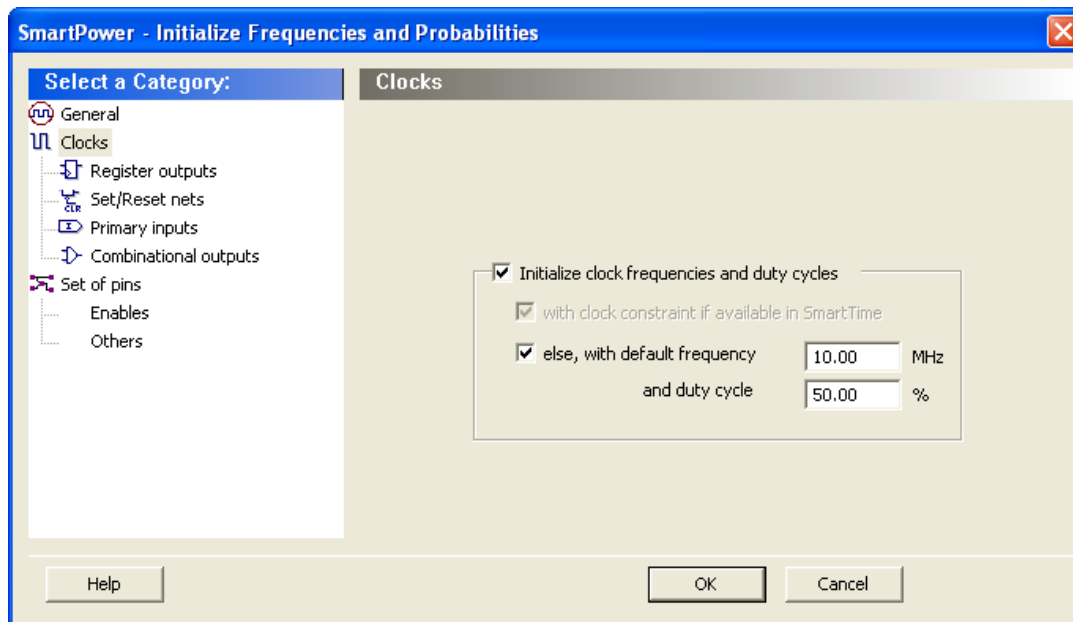 SmartPower - Initialize Frequencies and Probabilities
Select a Category:
General
Clocks
Register outputs
CLR
Set/Reset nets
Primary inputs
Combinational outputs
Set of pins
Enables
Others
Clocks
Initialize clock frequencies and duty cycles
with clock constraint if available in SmartTime
else, with default frequency 10.00 MHz
and duty cycle 50.00 %
Help OK Cancel